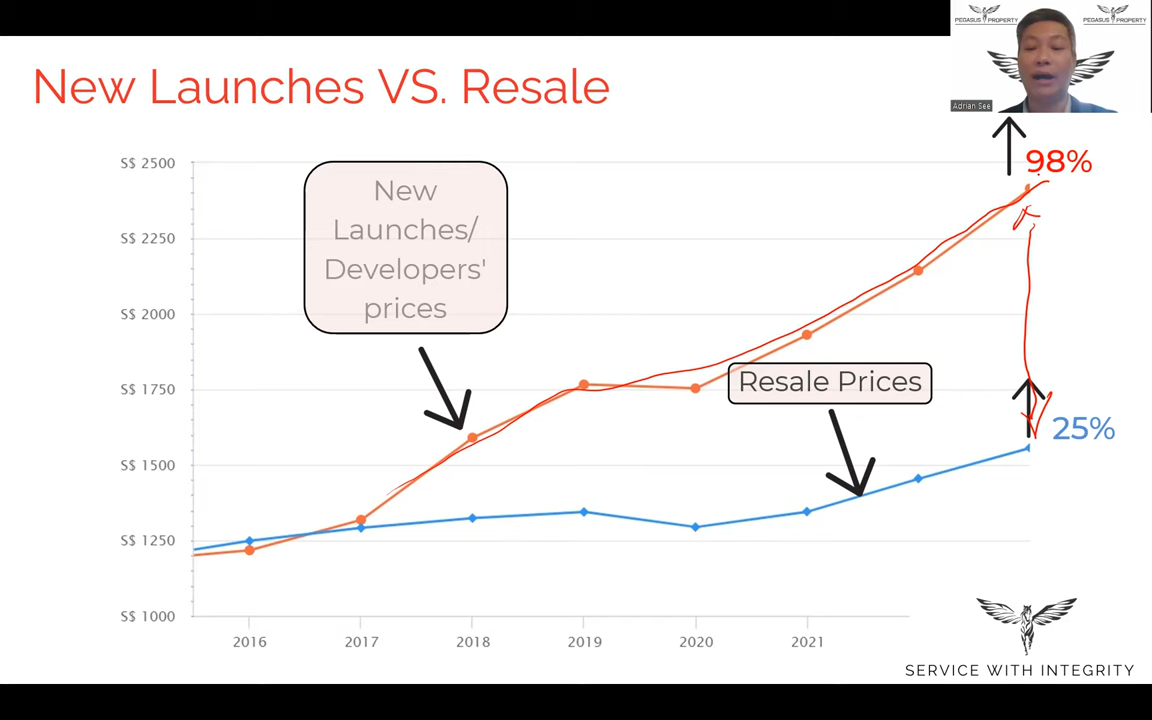 PEGASUS PROPERTY
PEGASUS PROPERTY
Adrian See
New Launches VS. Resale
98%
S$ 2500
New
Launches/
Developers'
prices
S$ 2250
S$ 2000
S$ 1750
Resale Prices
25%
S$ 1500
S$ 1250
S$ 1000
2016
2017
2018
2019
2020
2021
SERVICE WITH INTEGRITY